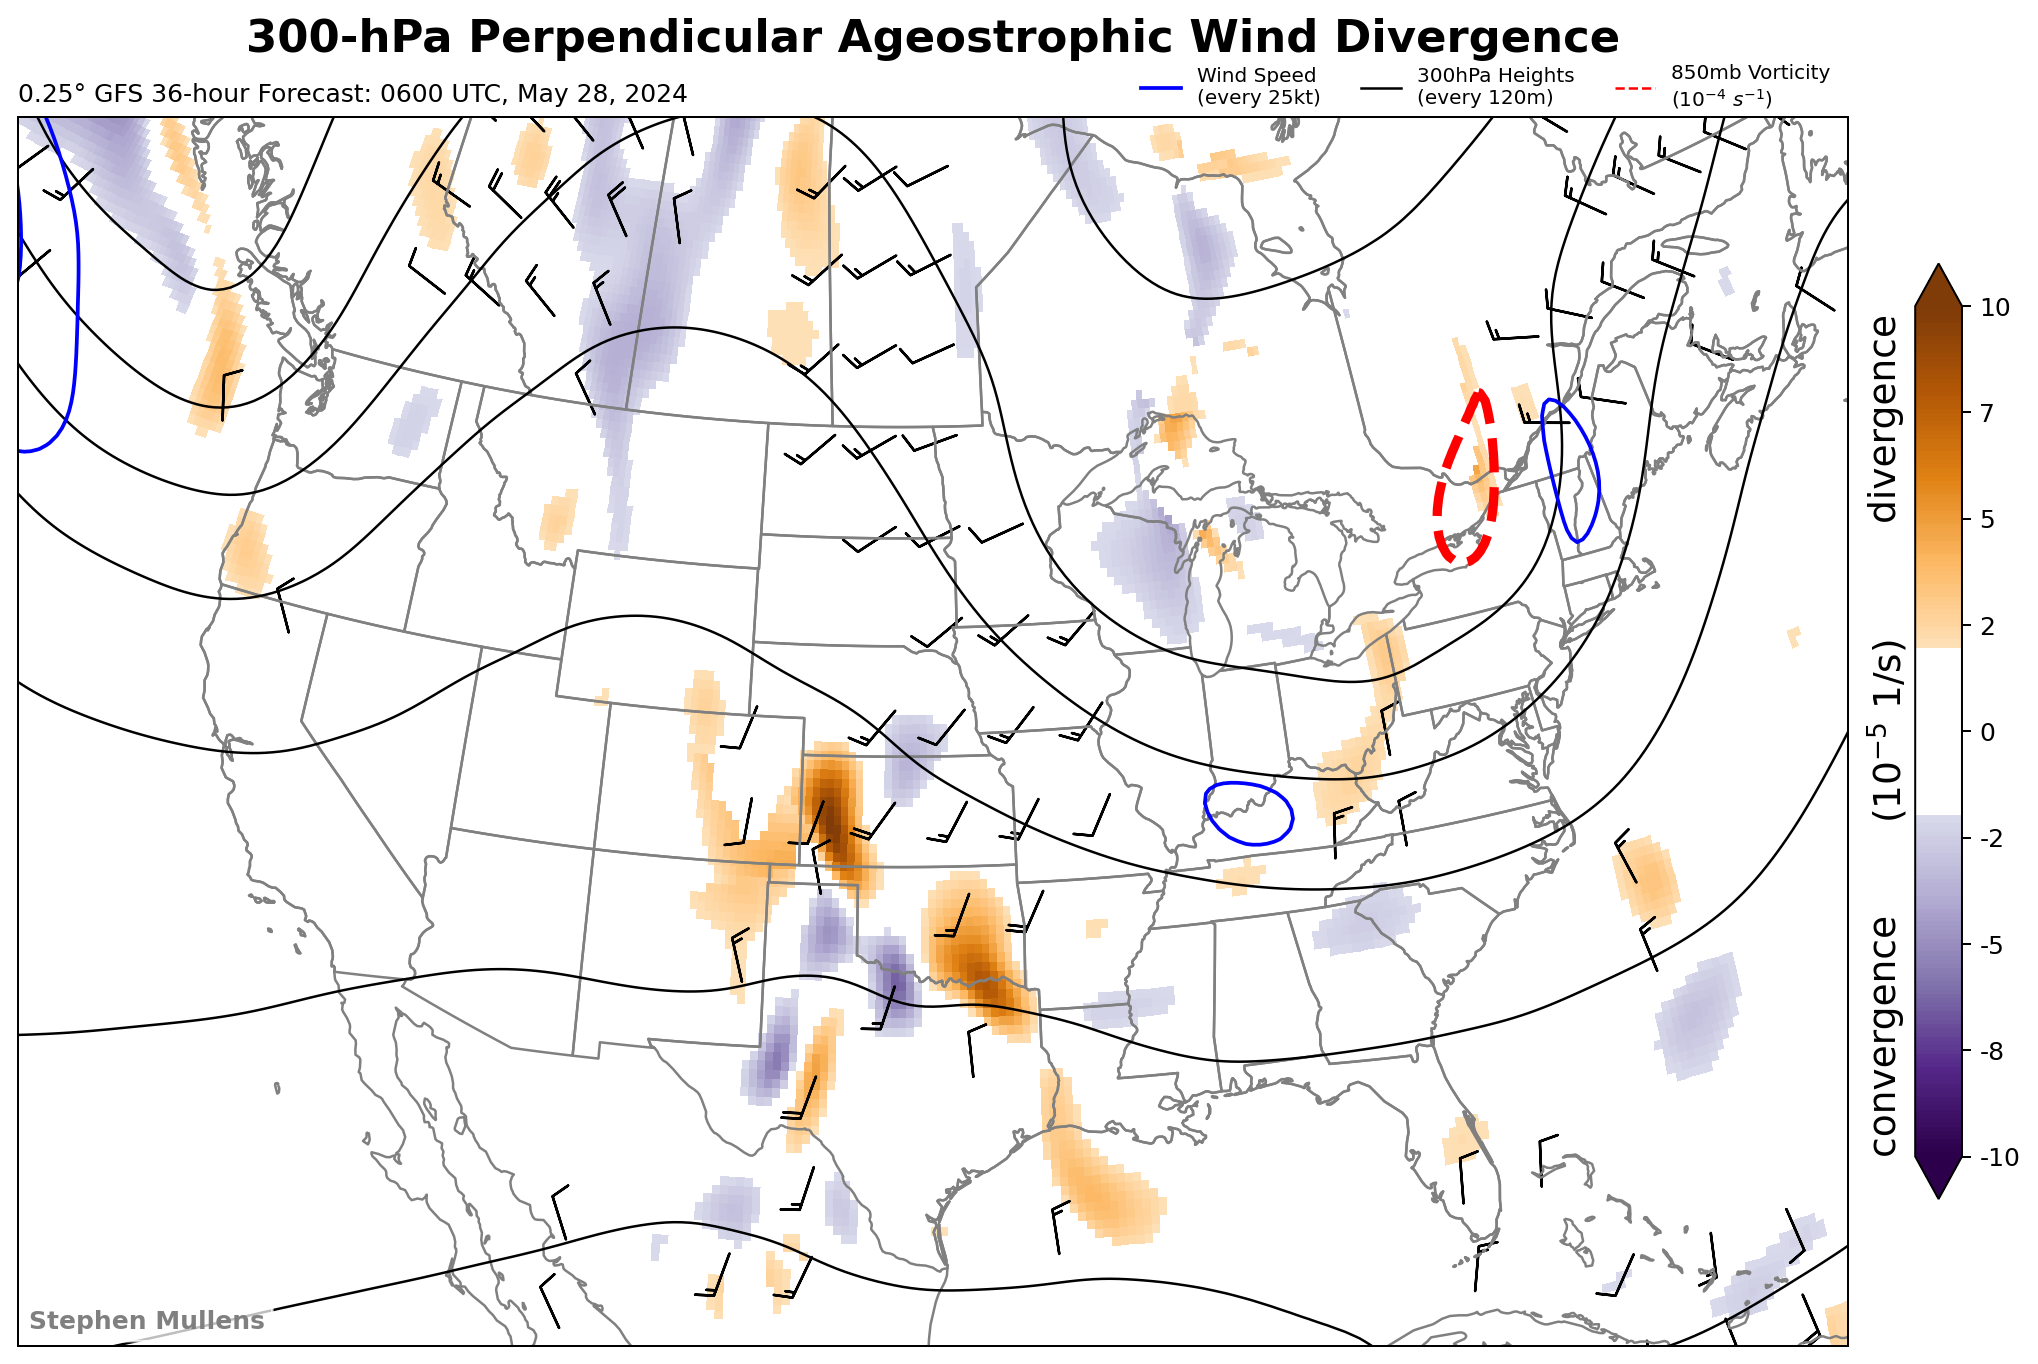 300-hPa Perpendicular Ageostrophic Wind Divergence
0.25° GFS 36-hour Forecast: 0600 UTC, May 28, 2024
Wind Speed
(every 25kt)
300hPa Heights
(every 120m)
850mb Vorticity
(10⁻⁴ s⁻¹)
10
7
5
2
0
-2
-5
-8
-10
convergence (10⁻⁵ 1/s) divergence
Stephen Mullens